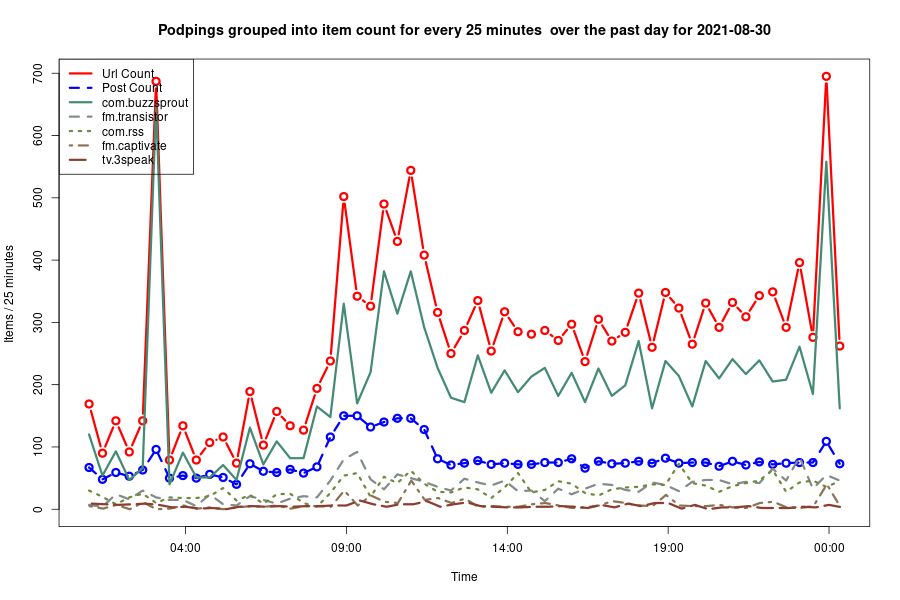 Podpings grouped into item count for every 25 minutes  over the past day for 2021-08-30
Items / 25 minutes
700
600
500
400
300
200
100
0
Url Count
Post Count
com.buzzsprout
fm.transistor
com.rss
fm.captivate
tv.3speak
04:00
09:00
14:00
19:00
00:00
Time